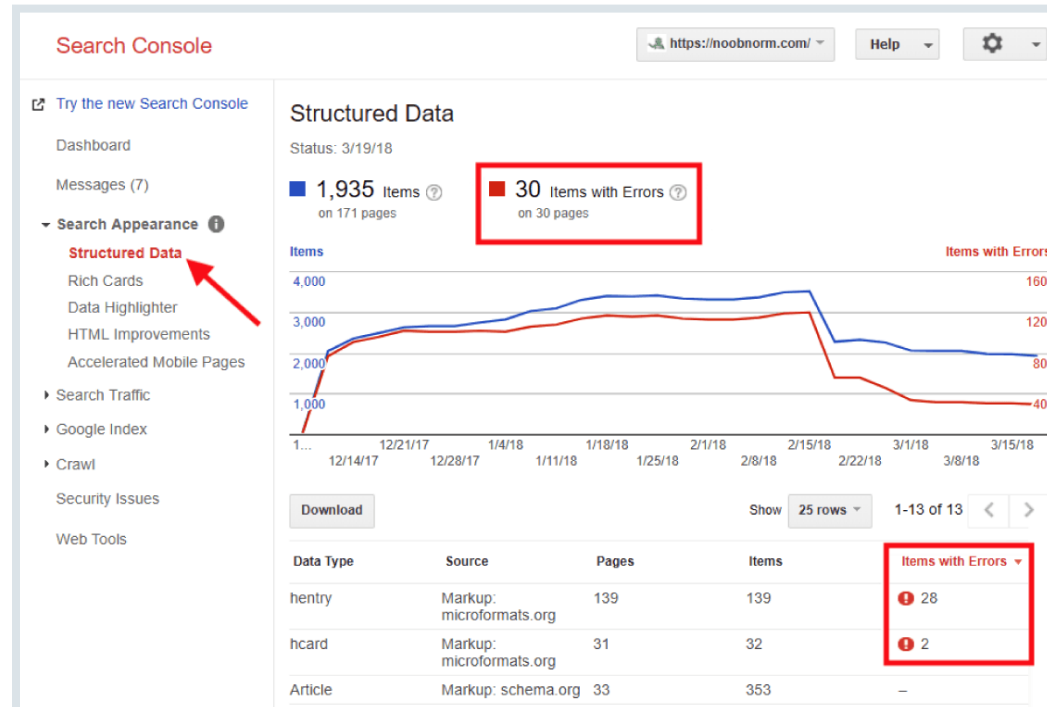 Search Console
https://noobnorm.com/
Help
Try the new Search Console
Dashboard
Messages (7)
Search Appearance
Structured Data
Rich Cards
Data Highlighter
HTML Improvements
Accelerated Mobile Pages
Search Traffic
Google Index
Crawl
Security Issues
Web Tools
Structured Data
Status: 3/19/18
1,935 Items ?
on 171 pages
30 Items with Errors ?
on 30 pages
Items
Items with Errors
4,000 160
3,000 120
2,000 80
1,000 40
1... 12/21/17 1/4/18 1/18/18 2/1/18 2/15/18 3/1/18 3/15/18
12/14/17 12/28/17 1/11/18 1/25/18 2/8/18 2/22/18 3/8/18
Download
Show 25 rows 1-13 of 13
Data Type Source Pages Items Items with Errors
hentry Markup: 139 139 28
microformats.org
hcard Markup: 31 32 2
microformats.org
Article Markup: schema.org 33 353 –